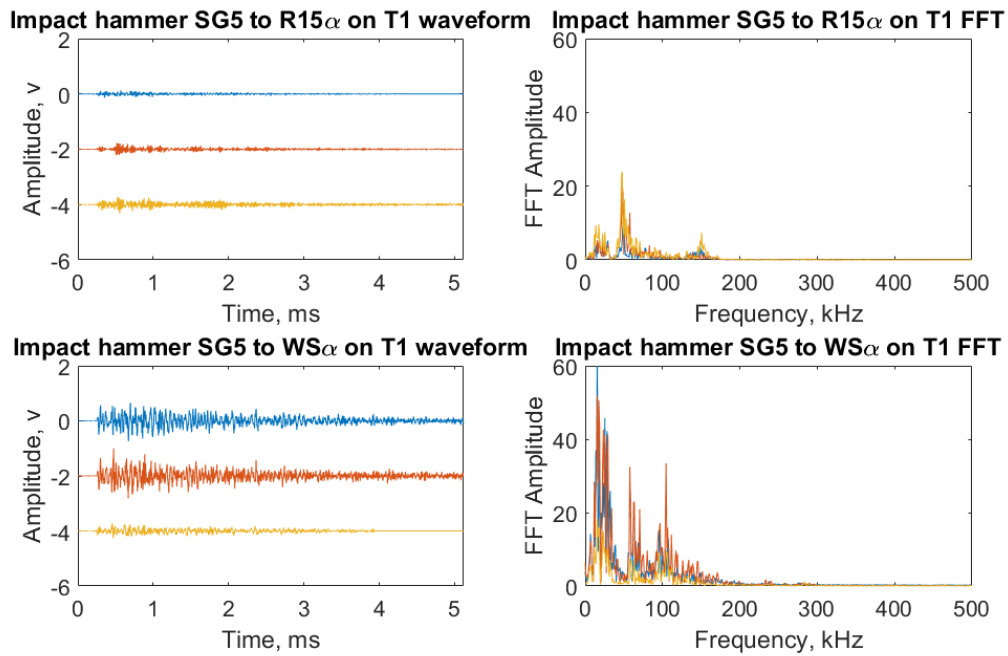 Impact hammer SG5 to R15α on T1 waveform
2
0
-2
-4
-6
Amplitude, v
0 1 2 3 4 5
Time, ms
Impact hammer SG5 to R15α on T1 FFT
60
40
20
0
FFT Amplitude
0 100 200 300 400 500
Frequency, kHz
Impact hammer SG5 to WSα on T1 waveform
2
0
-2
-4
-6
Amplitude, v
0 1 2 3 4 5
Time, ms
Impact hammer SG5 to WSα on T1 FFT
60
40
20
0
FFT Amplitude
0 100 200 300 400 500
Frequency, kHz